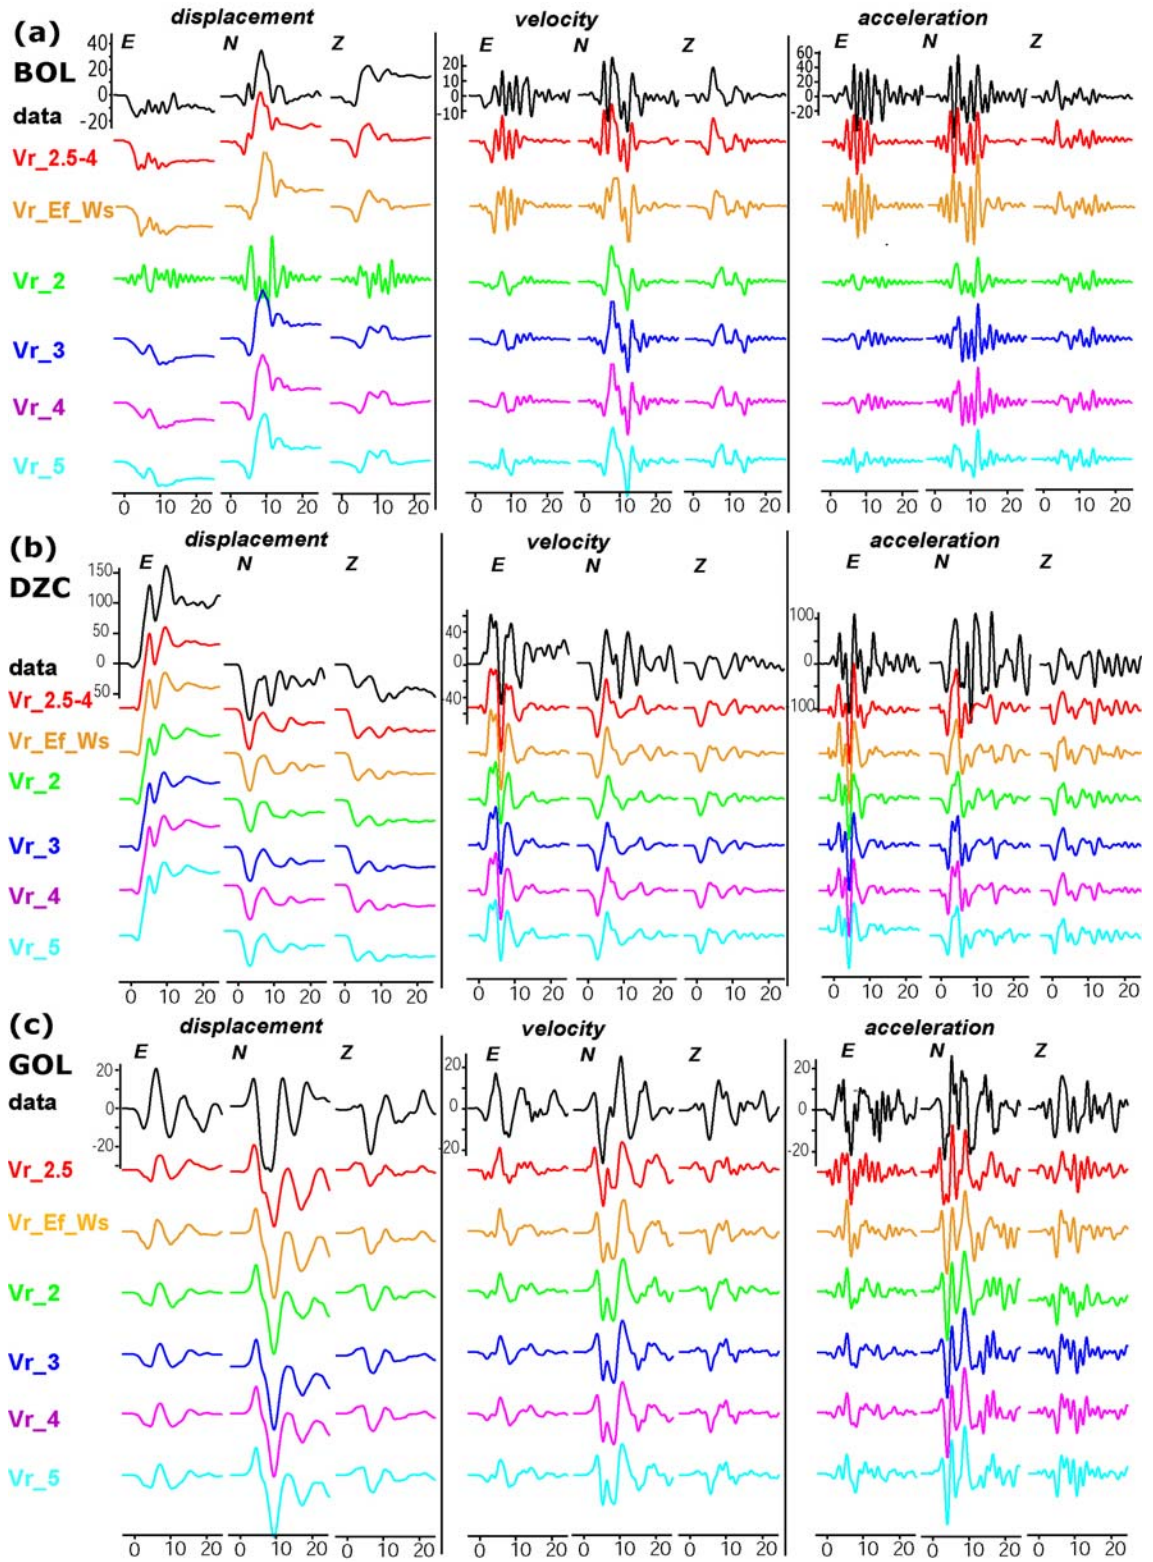 (a) displacement velocity acceleration
E N Z E N Z E N Z
BOL
data
40
20
0
-20
20
10
0
-10
60
40
20
0
-20
Vr_2.5-4
Vr_Ef_Ws
Vr_2
Vr_3
Vr_4
Vr_5
0 10 20 0 10 20 0 10 20 0 10 20 0 10 20 0 10 20 0 10 20 0 10 20 0 10 20
(b) displacement velocity acceleration
E N Z E N Z E N Z
DZC
150
100
50
0
50
40
0
-40
100
0
100
data
Vr_2.5-4
Vr_Ef_Ws
Vr_2
Vr_3
Vr_4
Vr_5
0 10 20 0 10 20 0 10 20 0 10 20 0 10 20 0 10 20 0 10 20 0 10 20 0 10 20
(c) displacement velocity acceleration
E N Z E N Z E N Z
GOL
data
20
0
-20
20
0
-20
20
0
-20
Vr_2.5
Vr_Ef_Ws
Vr_2
Vr_3
Vr_4
Vr_5
0 10 20 0 10 20 0 10 20 0 10 20 0 10 20 0 10 20 0 10 20 0 10 20 0 10 20